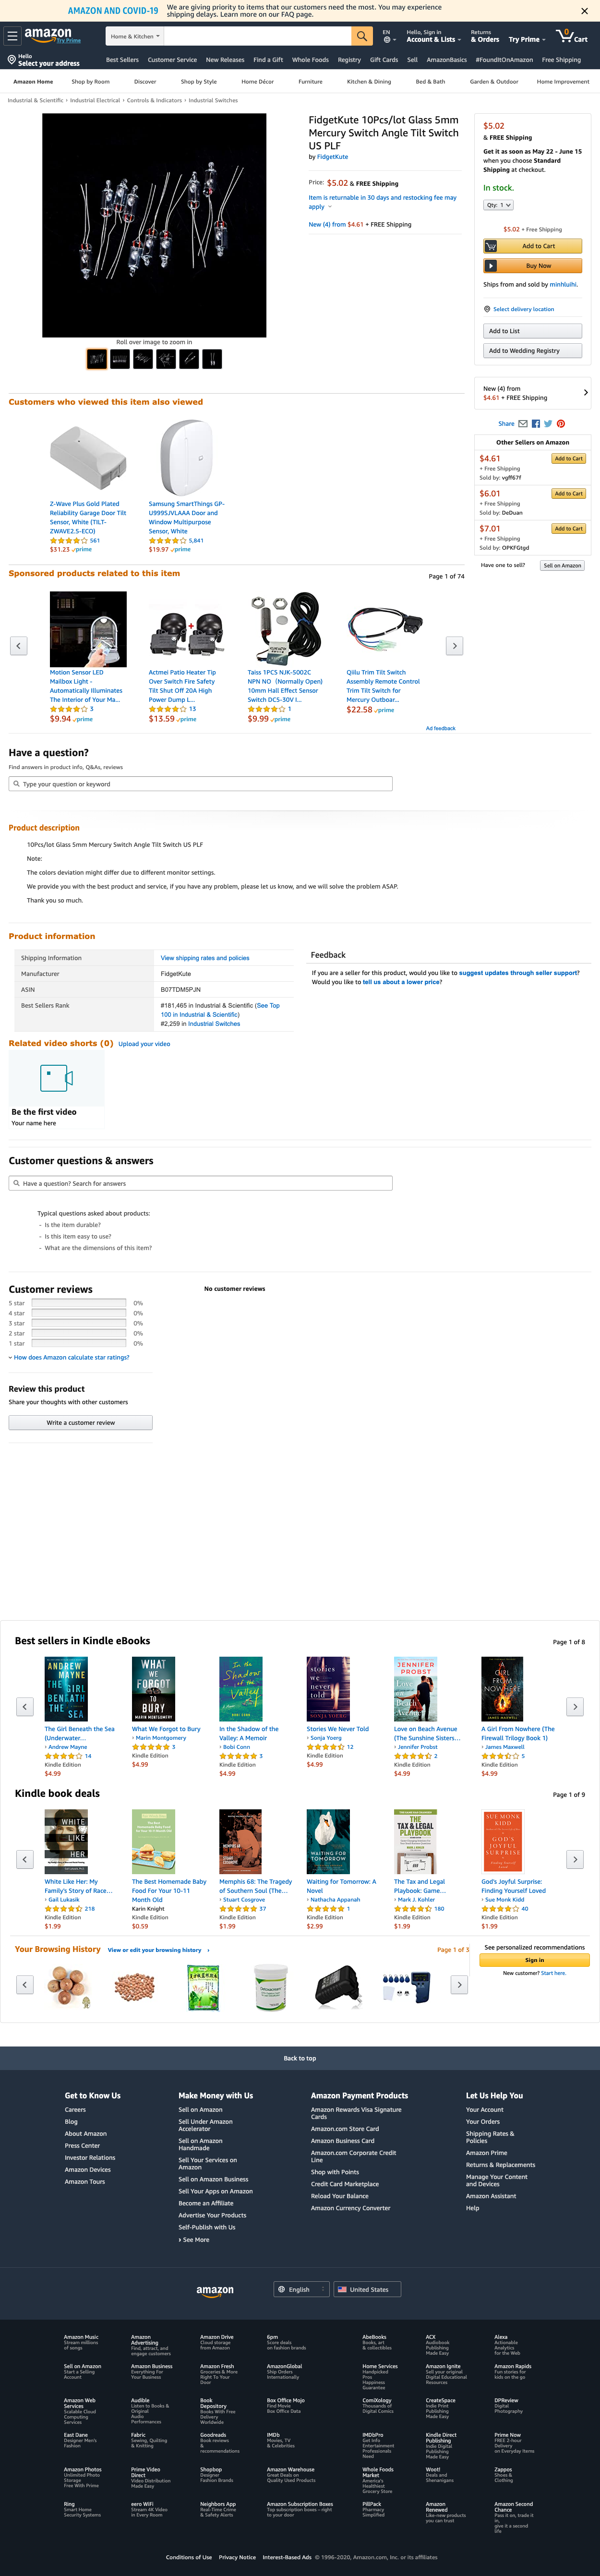 AMAZON AND COVID-19
We are giving priority to items that our customers need the most. You may experience
shipping delays. Learn more on our FAQ page.
amazon
Try Prime
Home & Kitchen
EN
Hello, Sign in
Account & Lists
Returns
& Orders
Try Prime
0
Cart
Hello
Select your address
Best Sellers Customer Service New Releases Find a Gift Whole Foods Registry Gift Cards Sell AmazonBasics #FoundItOnAmazon Free Shipping
Amazon Home Shop by Room Discover Shop by Style Home Décor Furniture Kitchen & Dining Bed & Bath Garden & Outdoor Home Improvement
Industrial & Scientific › Industrial Electrical › Controls & Indicators › Industrial Switches
FidgetKute 10Pcs/lot Glass 5mm
Mercury Switch Angle Tilt Switch
US PLF
by FidgetKute
Price: $5.02 & FREE Shipping
Item is returnable in 30 days and restocking fee may
apply
New (4) from $4.61 + FREE Shipping
Roll over image to zoom in
$5.02
& FREE Shipping
Get it as soon as May 22 - June 15
when you choose Standard
Shipping at checkout.
In stock.
Qty: 1
$5.02 + Free Shipping
Add to Cart
Buy Now
Ships from and sold by minhluihi.
Select delivery location
Add to List
Add to Wedding Registry
New (4) from
$4.61 + FREE Shipping
Share
Other Sellers on Amazon
$4.61
Add to Cart
+ Free Shipping
Sold by: vgff67f
$6.01
Add to Cart
+ Free Shipping
Sold by: DeDuan
$7.01
Add to Cart
+ Free Shipping
Sold by: OPKFGtgd
Have one to sell?
Sell on Amazon
Customers who viewed this item also viewed
Z-Wave Plus Gold Plated
Reliability Garage Door Tilt
Sensor, White (TILT-
ZWAVE2.5-ECO)
561
$31.23 prime
Samsung SmartThings GP-
U999SJVLAAA Door and
Window Multipurpose
Sensor, White
5,841
$19.97 prime
Sponsored products related to this item
Page 1 of 74
Motion Sensor LED
Mailbox Light -
Automatically Illuminates
The Interior of Your Ma...
3
$9.94 prime
Actmei Patio Heater Tip
Over Switch Fire Safety
Tilt Shut Off 20A High
Power Dump L...
13
$13.59 prime
Taiss 1PCS NJK-5002C
NPN NO (Normally Open)
10mm Hall Effect Sensor
Switch DC5-30V I...
1
$9.99 prime
Qiilu Trim Tilt Switch
Assembly Remote Control
Trim Tilt Switch for
Mercury Outboar...
$22.58 prime
Ad feedback
Have a question?
Find answers in product info, Q&As, reviews
Type your question or keyword
Product description
10Pcs/lot Glass 5mm Mercury Switch Angle Tilt Switch US PLF
Note:
The colors deviation might differ due to different monitor settings.
We provide you with the best product and service, if you have any problem, please let us know, and we will solve the problem ASAP.
Thank you so much.
Product information
Shipping Information View shipping rates and policies
Manufacturer FidgetKute
ASIN B07TDM5PJN
Best Sellers Rank #181,465 in Industrial & Scientific (See Top
100 in Industrial & Scientific)
#2,259 in Industrial Switches
Feedback
If you are a seller for this product, would you like to suggest updates through seller support?
Would you like to tell us about a lower price?
Related video shorts (0) Upload your video
Be the first video
Your name here
Customer questions & answers
Have a question? Search for answers
Typical questions asked about products:
- Is the item durable?
- Is this item easy to use?
- What are the dimensions of this item?
Customer reviews
5 star 0%
4 star 0%
3 star 0%
2 star 0%
1 star 0%
How does Amazon calculate star ratings?
No customer reviews
Review this product
Share your thoughts with other customers
Write a customer review
Best sellers in Kindle eBooks
Page 1 of 8
The Girl Beneath the Sea
(Underwater...
› Andrew Mayne
14
Kindle Edition
$4.99
What We Forgot to Bury
› Marin Montgomery
3
Kindle Edition
$4.99
In the Shadow of the
Valley: A Memoir
› Bobi Conn
3
Kindle Edition
$4.99
Stories We Never Told
› Sonja Yoerg
12
Kindle Edition
$4.99
Love on Beach Avenue
(The Sunshine Sisters...
› Jennifer Probst
2
Kindle Edition
$4.99
A Girl From Nowhere (The
Firewall Trilogy Book 1)
› James Maxwell
5
Kindle Edition
$4.99
Kindle book deals
Page 1 of 9
White Like Her: My
Family's Story of Race...
› Gail Lukasik
218
Kindle Edition
$1.99
The Best Homemade Baby
Food For Your 10-11
Month Old
Karin Knight
Kindle Edition
$0.59
Memphis 68: The Tragedy
of Southern Soul (The...
› Stuart Cosgrove
37
Kindle Edition
$1.99
Waiting for Tomorrow: A
Novel
› Nathacha Appanah
1
Kindle Edition
$2.99
The Tax and Legal
Playbook: Game...
› Mark J. Kohler
180
Kindle Edition
$1.99
God's Joyful Surprise:
Finding Yourself Loved
› Sue Monk Kidd
40
Kindle Edition
$1.99
Your Browsing History View or edit your browsing history ›
Page 1 of 3
See personalized recommendations
Sign in
New customer? Start here.
Back to top
Get to Know Us
Careers
Blog
About Amazon
Press Center
Investor Relations
Amazon Devices
Amazon Tours
Make Money with Us
Sell on Amazon
Sell Under Amazon
Accelerator
Sell on Amazon
Handmade
Sell Your Services on
Amazon
Sell on Amazon Business
Sell Your Apps on Amazon
Become an Affiliate
Advertise Your Products
Self-Publish with Us
› See More
Amazon Payment Products
Amazon Rewards Visa Signature
Cards
Amazon.com Store Card
Amazon Business Card
Amazon.com Corporate Credit
Line
Shop with Points
Credit Card Marketplace
Reload Your Balance
Amazon Currency Converter
Let Us Help You
Your Account
Your Orders
Shipping Rates &
Policies
Amazon Prime
Returns & Replacements
Manage Your Content
and Devices
Amazon Assistant
Help
amazon
English
United States
Amazon Music
Stream millions
of songs
Amazon
Advertising
Find, attract, and
engage customers
Amazon Drive
Cloud storage
from Amazon
6pm
Score deals
on fashion brands
AbeBooks
Books, art
& collectibles
ACX
Audiobook
Publishing
Made Easy
Alexa
Actionable
Analytics
for the Web
Sell on Amazon
Start a Selling
Account
Amazon Business
Everything For
Your Business
Amazon Fresh
Groceries & More
Right To Your
Door
AmazonGlobal
Ship Orders
Internationally
Home Services
Handpicked
Pros
Happiness
Guarantee
Amazon Ignite
Sell your original
Digital Educational
Resources
Amazon Rapids
Fun stories for
kids on the go
Amazon Web
Services
Scalable Cloud
Computing
Services
Audible
Listen to Books &
Original
Audio
Performances
Book
Depository
Books With Free
Delivery
Worldwide
Box Office Mojo
Find Movie
Box Office Data
ComiXology
Thousands of
Digital Comics
CreateSpace
Indie Print
Publishing
Made Easy
DPReview
Digital
Photography
East Dane
Designer Men's
Fashion
Fabric
Sewing, Quilting
& Knitting
Goodreads
Book reviews
&
recommendations
IMDb
Movies, TV
& Celebrities
IMDbPro
Get Info
Entertainment
Professionals
Need
Kindle Direct
Publishing
Indie Digital
Publishing
Made Easy
Prime Now
FREE 2-hour
Delivery
on Everyday Items
Amazon Photos
Unlimited Photo
Storage
Free With Prime
Prime Video
Direct
Video Distribution
Made Easy
Shopbop
Designer
Fashion Brands
Amazon Warehouse
Great Deals on
Quality Used Products
Whole Foods
Market
America's
Healthiest
Grocery Store
Woot!
Deals and
Shenanigans
Zappos
Shoes &
Clothing
Ring
Smart Home
Security Systems
eero WiFi
Stream 4K Video
in Every Room
Neighbors App
Real-Time Crime
& Safety Alerts
Amazon Subscription Boxes
Top subscription boxes – right
to your door
PillPack
Pharmacy
Simplified
Amazon
Renewed
Like-new products
you can trust
Amazon Second
Chance
Pass it on, trade it
in,
give it a second
life
Conditions of Use Privacy Notice Interest-Based Ads © 1996-2020, Amazon.com, Inc. or its affiliates